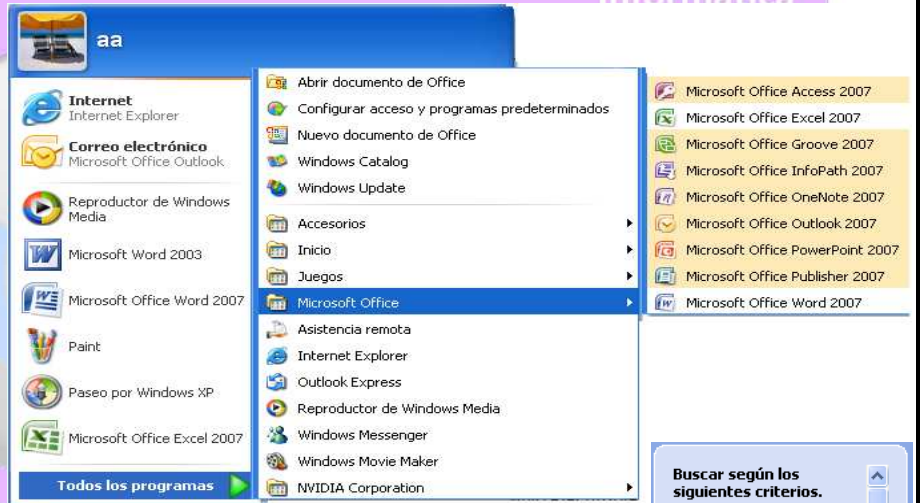 aa
Internet
Internet Explorer
Correo electrónico
Microsoft Office Outlook
Reproductor de Windows
Media
Microsoft Word 2003
Microsoft Office Word 2007
Paint
Paseo por Windows XP
Microsoft Office Excel 2007
Todos los programas
Abrir documento de Office
Configurar acceso y programas predeterminados
Nuevo documento de Office
Windows Catalog
Windows Update
Accesorios
Inicio
Juegos
Microsoft Office
Asistencia remota
Internet Explorer
Outlook Express
Reproductor de Windows Media
Windows Messenger
Windows Movie Maker
NVIDIA Corporation
Microsoft Office Access 2007
Microsoft Office Excel 2007
Microsoft Office Groove 2007
Microsoft Office InfoPath 2007
Microsoft Office OneNote 2007
Microsoft Office Outlook 2007
Microsoft Office PowerPoint 2007
Microsoft Office Publisher 2007
Microsoft Office Word 2007
Buscar según los
siguientes criterios.